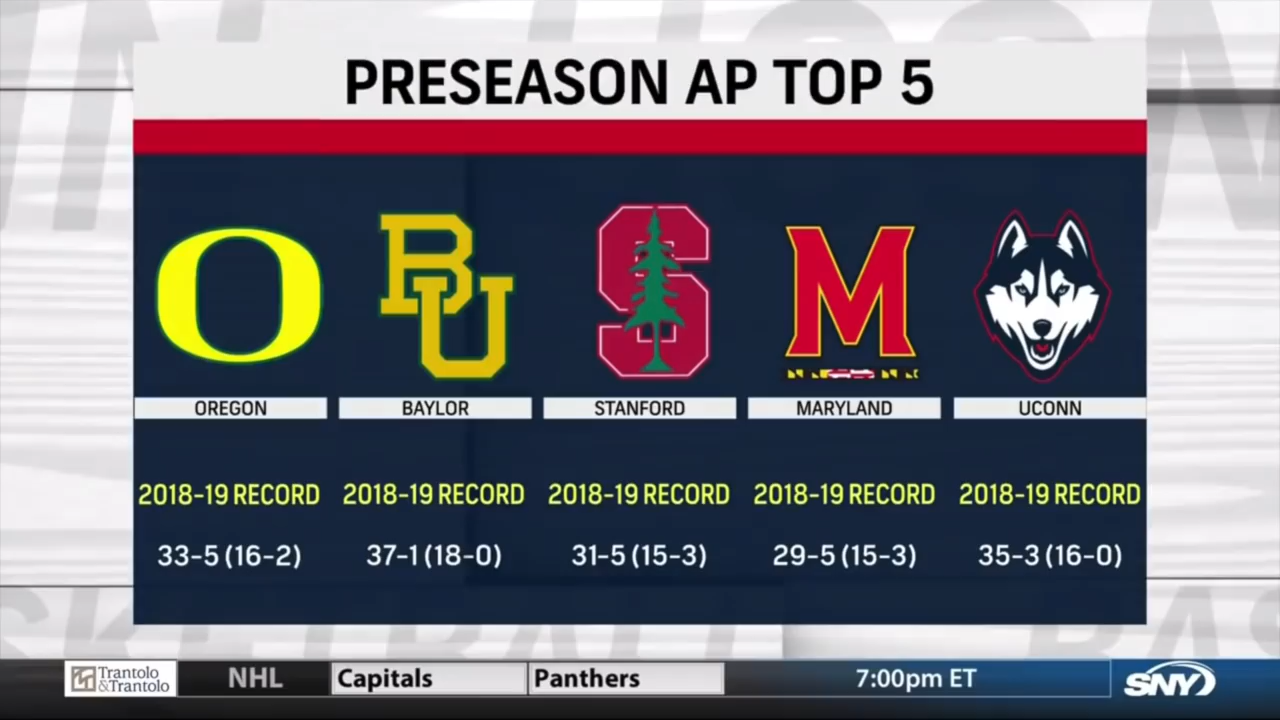 PRESEASON AP TOP 5
O
BU
S
M
OREGON
BAYLOR
STANFORD
MARYLAND
UCONN
2018-19 RECORD
2018-19 RECORD
2018-19 RECORD
2018-19 RECORD
2018-19 RECORD
33-5 (16-2)
37-1 (18-0)
31-5 (15-3)
29-5 (15-3)
35-3 (16-0)
Trantolo
&Trantolo
NHL
Capitals
Panthers
7:00pm ET
SNY